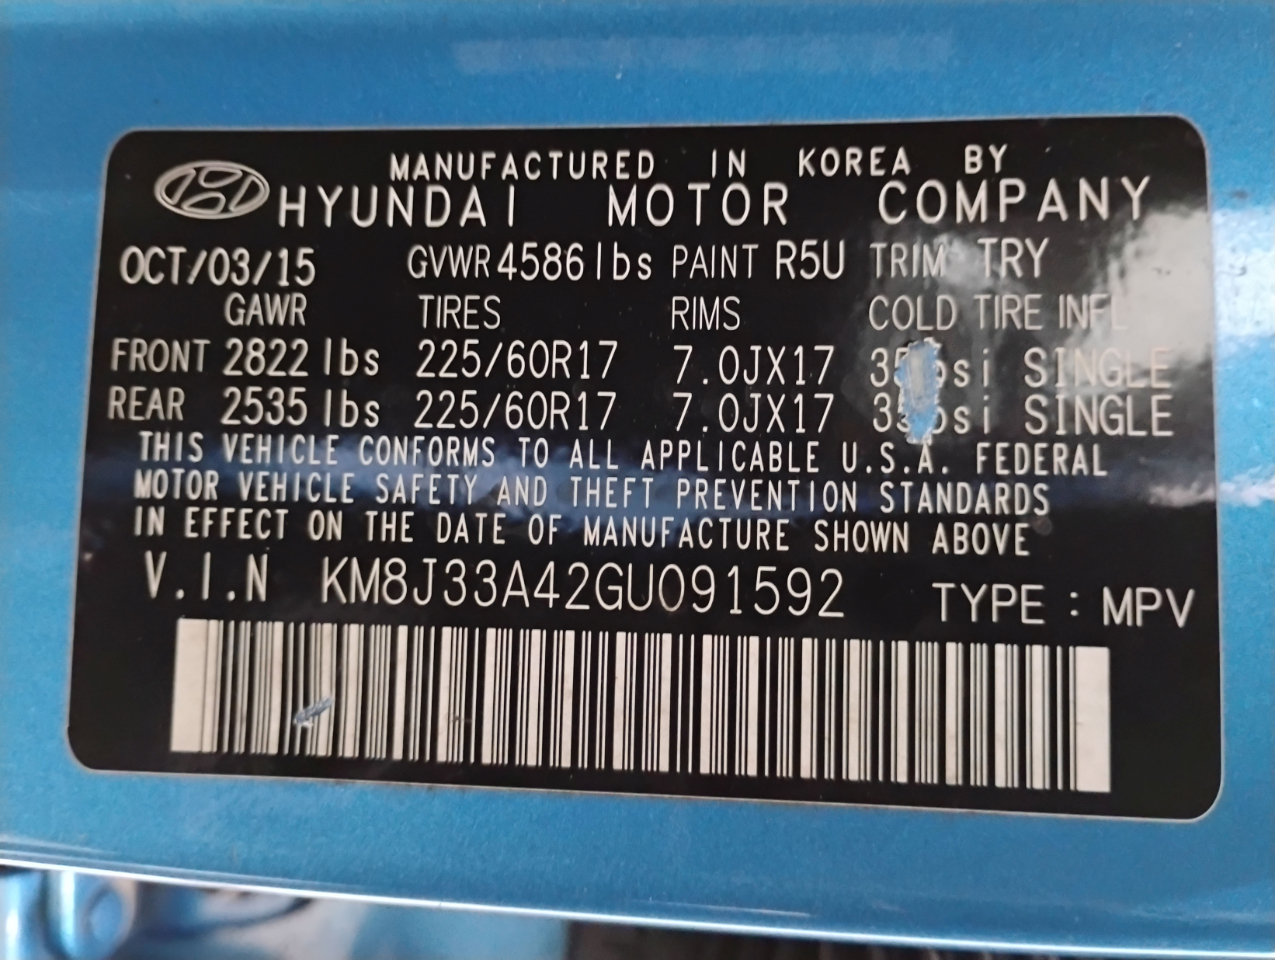 MANUFACTURED IN KOREA BY
HYUNDAI MOTOR COMPANY
OCT/03/15 GVWR 4586 lbs PAINT R5U TRIM TRY
GAWR TIRES RIMS COLD TIRE INFL
FRONT 2822 lbs 225/60R17 7.0JX17 SINGLE
REAR 2535 lbs 225/60R17 7.0JX17 SINGLE
THIS VEHICLE CONFORMS TO ALL APPLICABLE U.S.A. FEDERAL
MOTOR VEHICLE SAFETY AND THEFT PREVENTION STANDARDS
IN EFFECT ON THE DATE OF MANUFACTURE SHOWN ABOVE
V.I.N KM8J33A42GU091592 TYPE : MPV